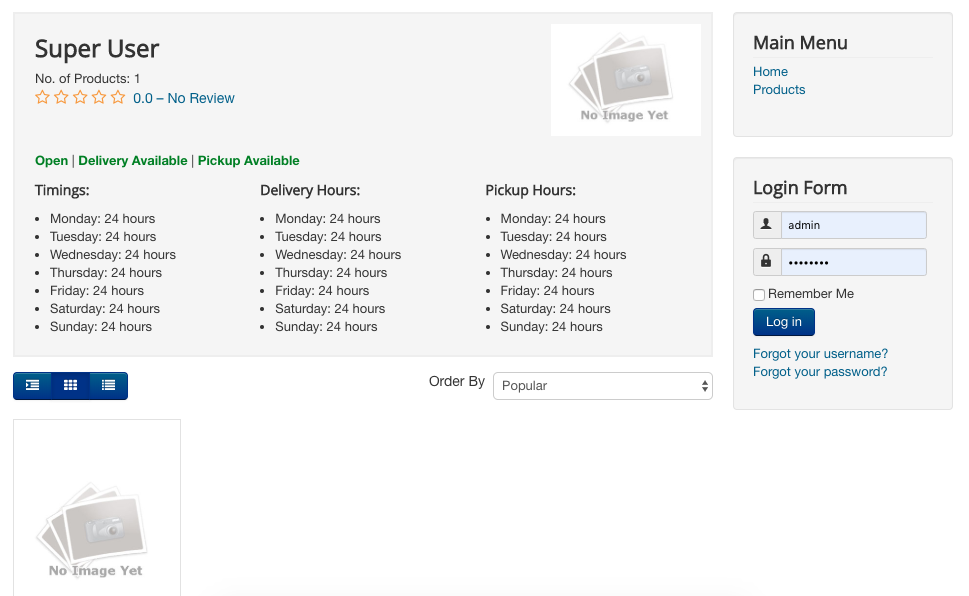 Super User
No. of Products: 1
0.0 – No Review
No Image Yet
Open | Delivery Available | Pickup Available
Timings:
Monday: 24 hours
Tuesday: 24 hours
Wednesday: 24 hours
Thursday: 24 hours
Friday: 24 hours
Saturday: 24 hours
Sunday: 24 hours
Delivery Hours:
Monday: 24 hours
Tuesday: 24 hours
Wednesday: 24 hours
Thursday: 24 hours
Friday: 24 hours
Saturday: 24 hours
Sunday: 24 hours
Pickup Hours:
Monday: 24 hours
Tuesday: 24 hours
Wednesday: 24 hours
Thursday: 24 hours
Friday: 24 hours
Saturday: 24 hours
Sunday: 24 hours
Order By Popular
No Image Yet
Main Menu
Home
Products
Login Form
admin
••••••••
Remember Me
Log in
Forgot your username?
Forgot your password?